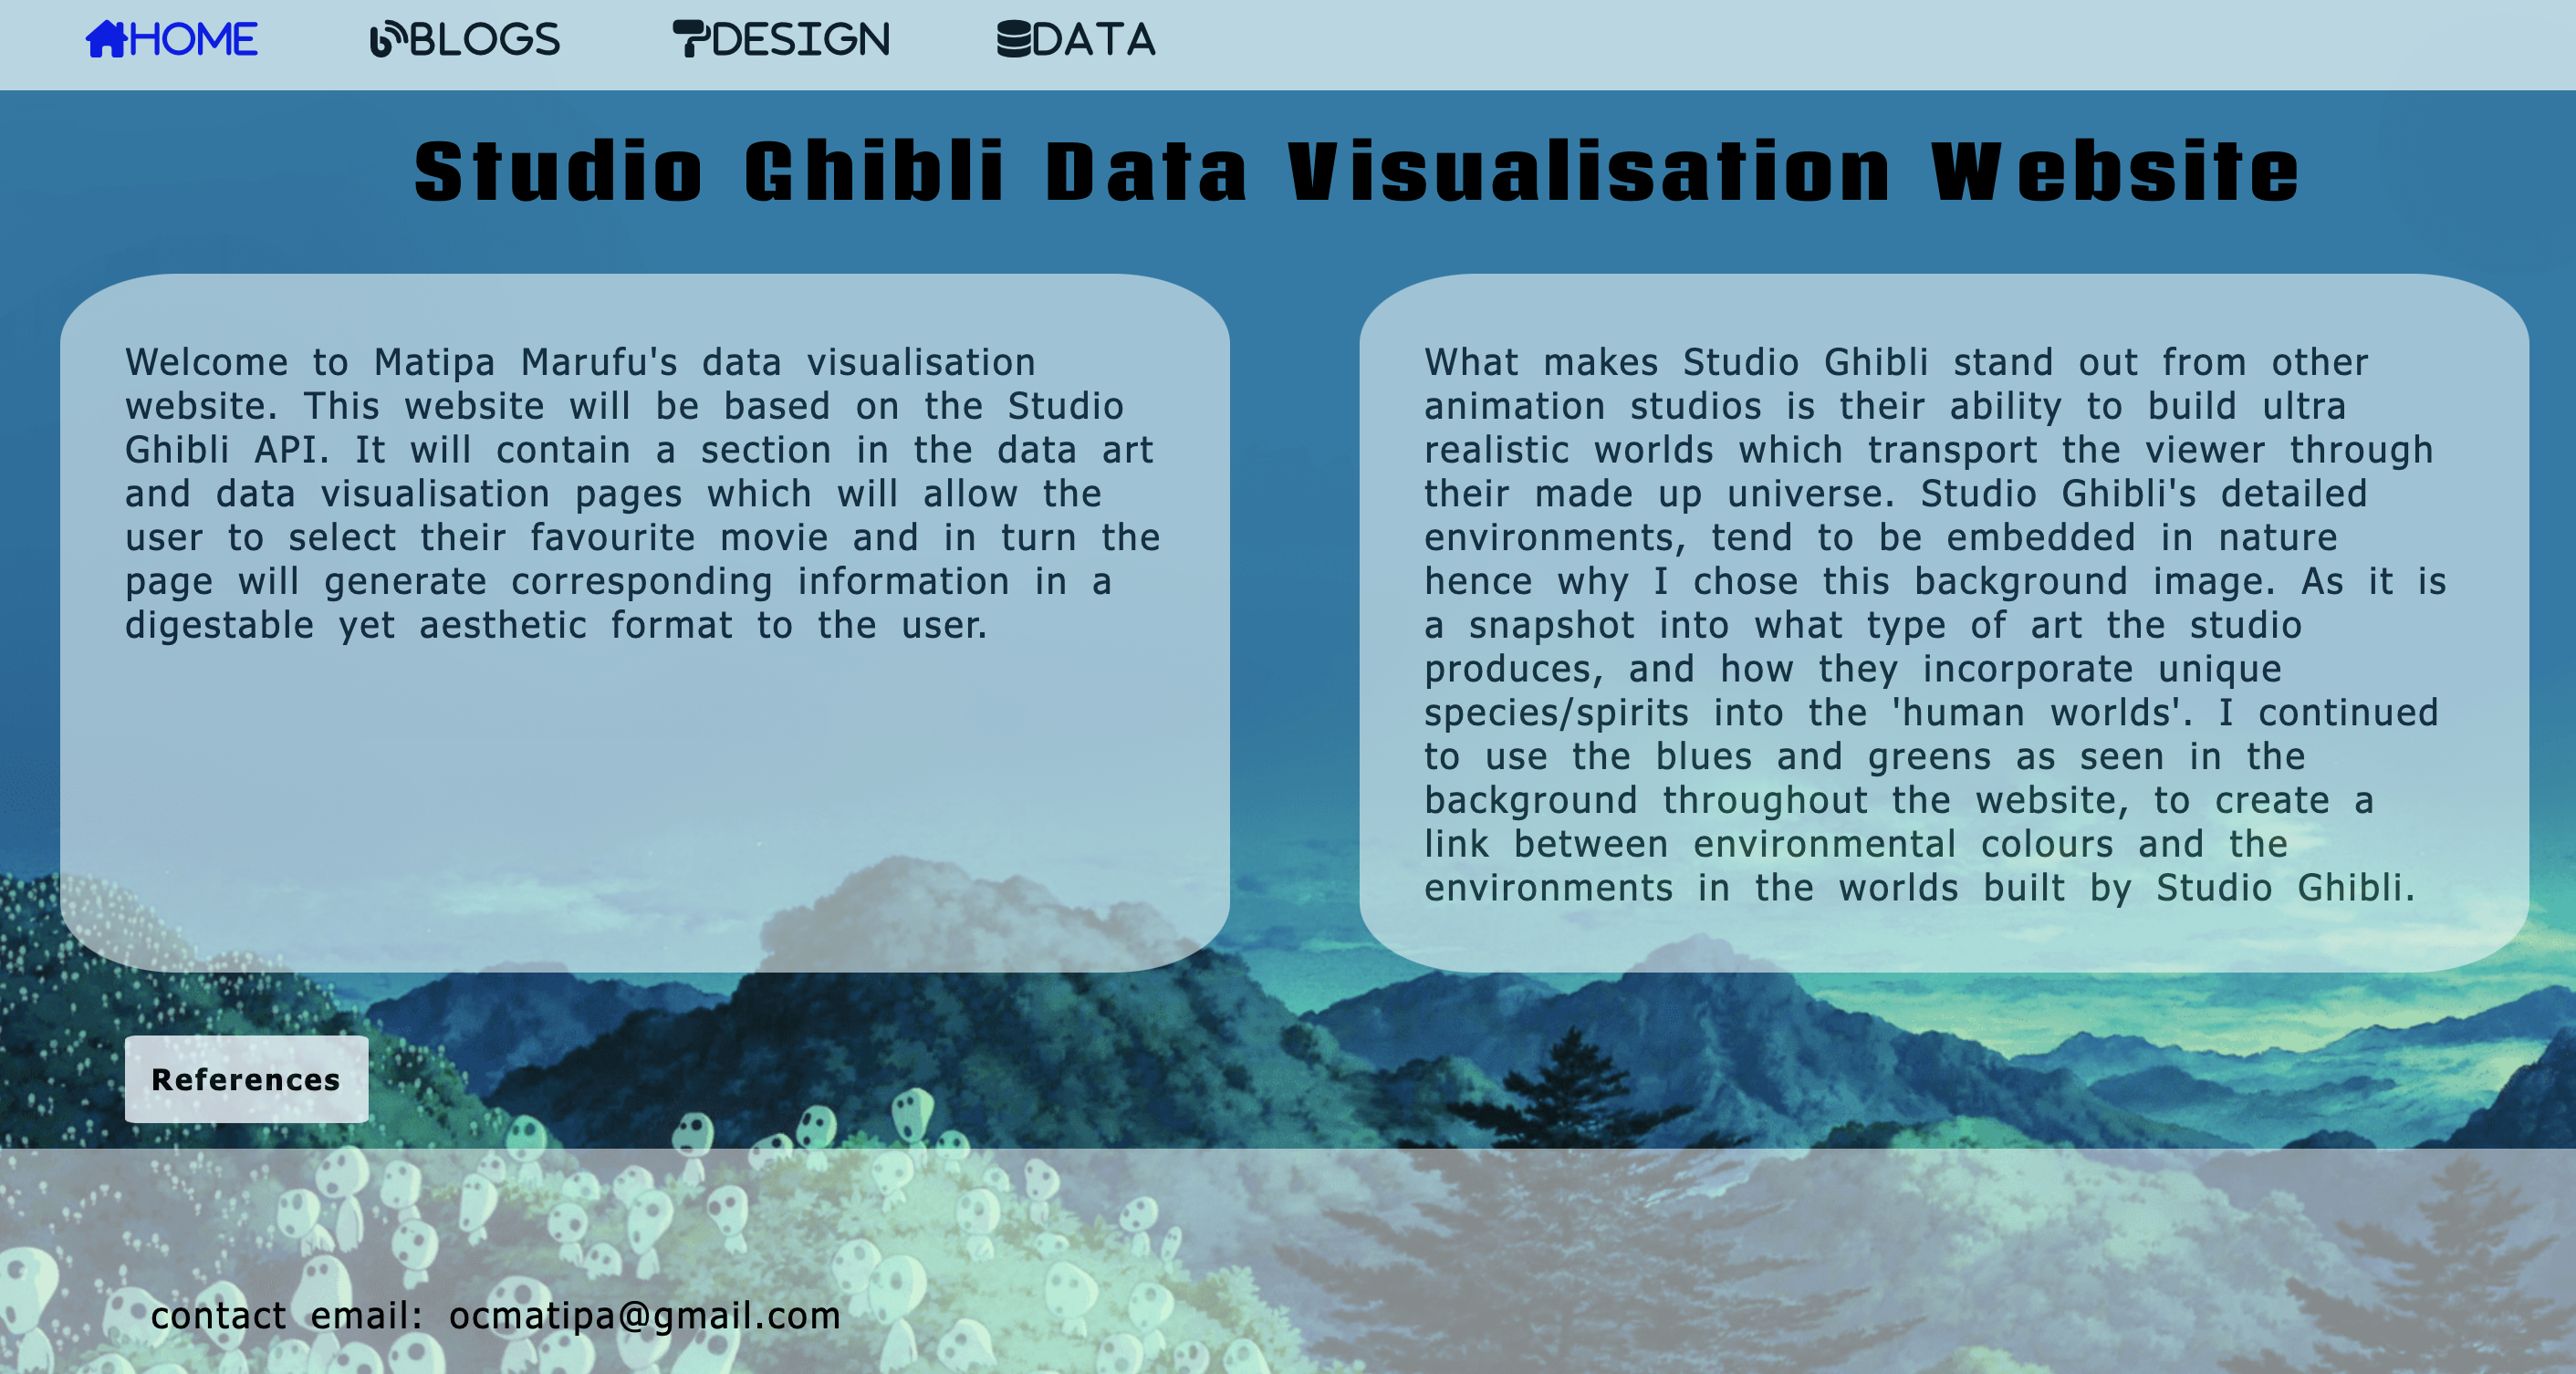 HOME BLOGS DESIGN DATA
Studio Ghibli Data Visualisation Website
Welcome to Matipa Marufu's data visualisation
website. This website will be based on the Studio
Ghibli API. It will contain a section in the data art
and data visualisation pages which will allow the
user to select their favourite movie and in turn the
page will generate corresponding information in a
digestable yet aesthetic format to the user.
What makes Studio Ghibli stand out from other
animation studios is their ability to build ultra
realistic worlds which transport the viewer through
their made up universe. Studio Ghibli's detailed
environments, tend to be embedded in nature
hence why I chose this background image. As it is
a snapshot into what type of art the studio
produces, and how they incorporate unique
species/spirits into the 'human worlds'. I continued
to use the blues and greens as seen in the
background throughout the website, to create a
link between environmental colours and the
environments in the worlds built by Studio Ghibli.
References
contact email: ocmatipa@gmail.com